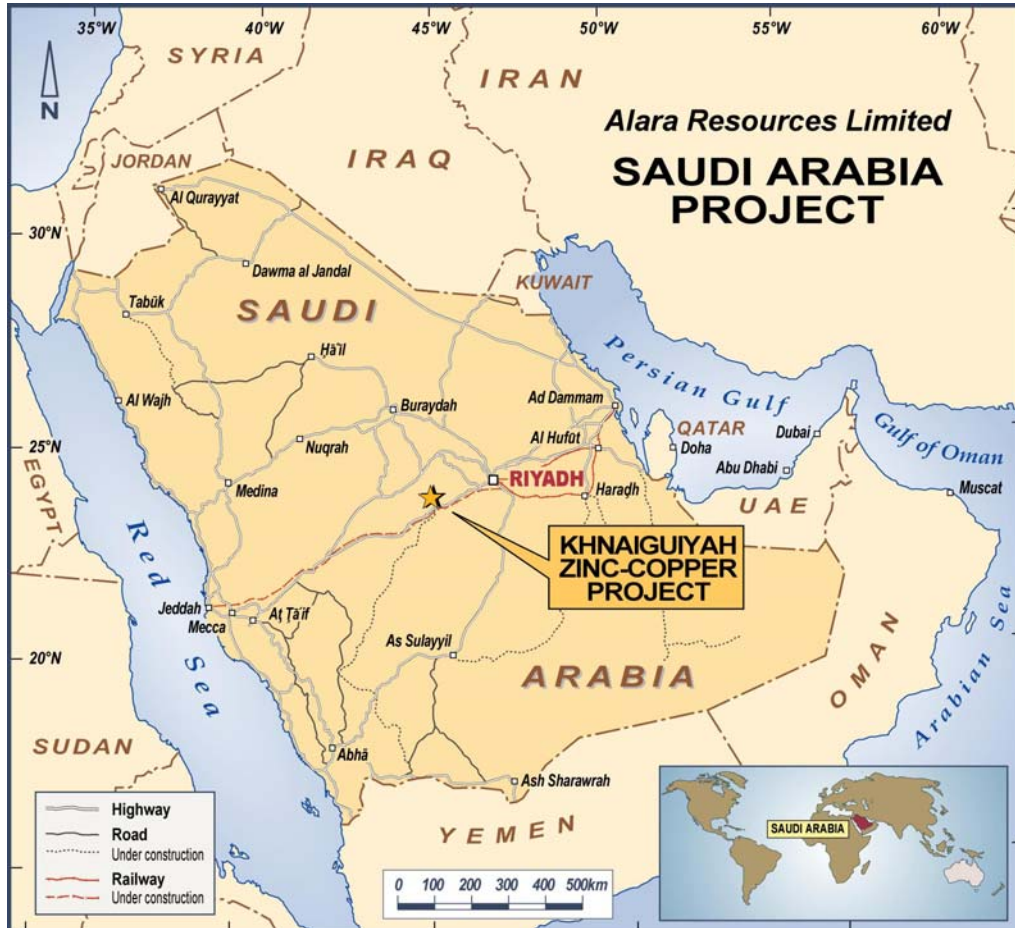 35°W
40°W
45°W
50°W
55°W
60°W
N
SYRIA
IRAN
Alara Resources Limited
SAUDI ARABIA
PROJECT
IRAQ
JORDAN
Al Qurayyat
30°N
Dawma al Jandal
KUWAIT
Tabūk
SAUDI
Ḥā'il
Persian Gulf
Al Wajh
Buraydah
Ad Dammam
QATAR
Dubai
Gulf of Oman
Nuqrah
Al Hufūt
Doha
25°N
Abu Dhabi
EGYPT
Medina
RIYADH
Haraḍh
Muscat
UAE
Red Sea
KHNAIGUIYAH
ZINC-COPPER
PROJECT
Jeddah
Mecca
Aṭ Ṭā'if
As Sulayyil
20°N
ARABIA
OMAN
Arabian Sea
SUDAN
Abhā
Ash Sharawrah
YEMEN
Highway
Road
Under construction
Railway
Under construction
0 100 200 300 400 500km
SAUDI ARABIA